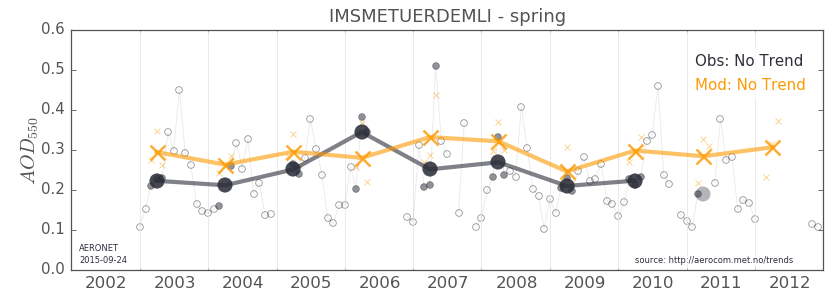 IMSMETUERDEMLI - spring
0.6
0.5
0.4
0.3
0.2
0.1
0.0
AOD550
Obs: No Trend
Mod: No Trend
AERONET
2015-09-24
source: http://aerocom.met.no/trends
2002 2003 2004 2005 2006 2007 2008 2009 2010 2011 2012